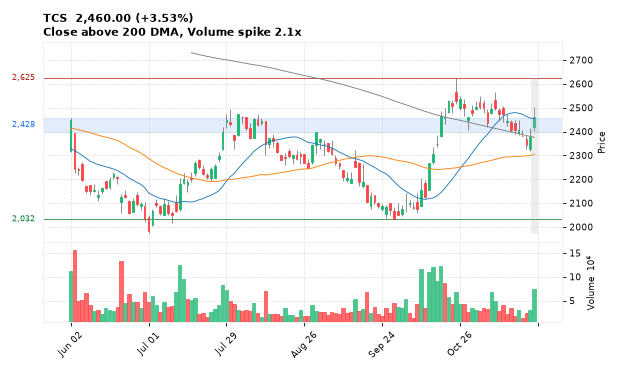 TCS 2,460.00 (+3.53%)
Close above 200 DMA, Volume spike 2.1x
2,625
2,428
2,032
2700
2600
2500
2400
2300
2200
2100
2000
Price
15
10
5
Volume 10⁶
Jun 02
Jul 01
Jul 29
Aug 26
Sep 24
Oct 26